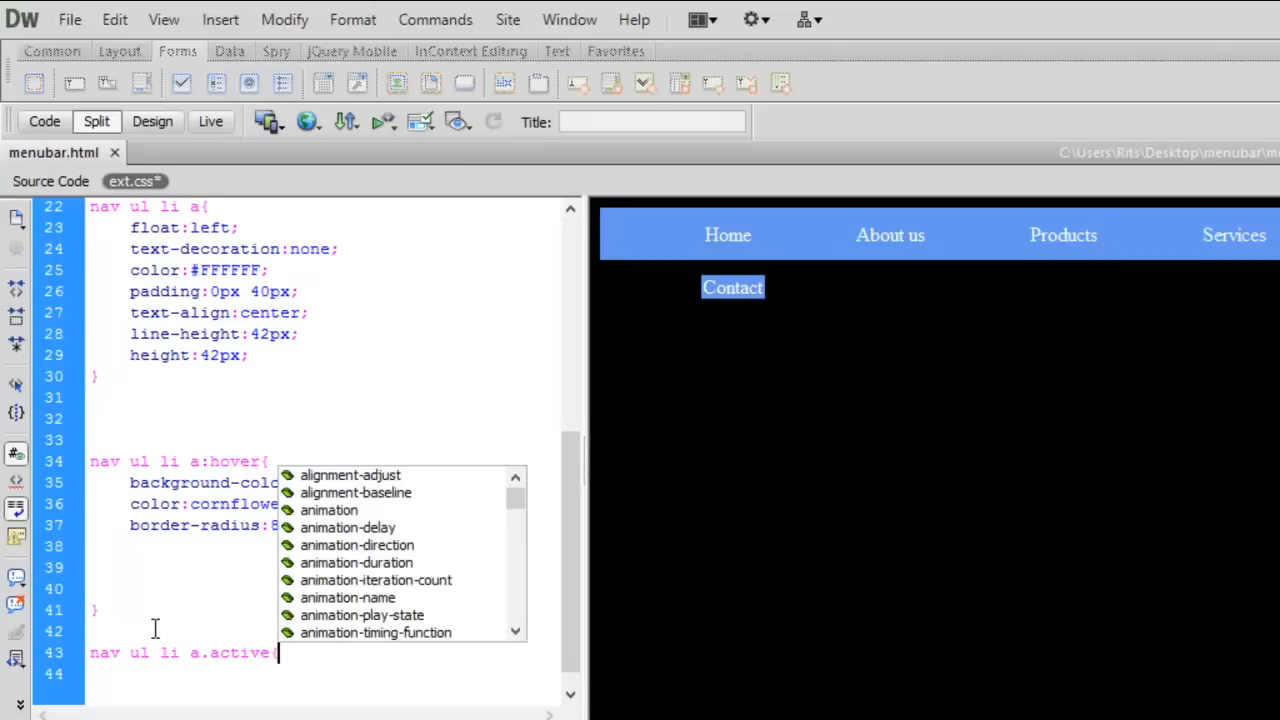 Dw File Edit View Insert Modify Format Commands Site Window Help
Common Layout Forms Data Spry jQuery Mobile InContext Editing Text Favorites
Code Split Design Live Title:
menubar.html
C:\Users\Rits\Desktop\menubar\m
Source Code ext.css*
22 nav ul li a{
23 float:left;
24 text-decoration:none;
25 color:#FFFFFF;
26 padding:0px 40px;
27 text-align:center;
28 line-height:42px;
29 height:42px;
30 }
31
32
33
34 nav ul li a:hover{
35 background-colo
36 color:cornflowe
37 border-radius:8
38
39
40
41 }
42
43 nav ul li a.active{
44
alignment-adjust
alignment-baseline
animation
animation-delay
animation-direction
animation-duration
animation-iteration-count
animation-name
animation-play-state
animation-timing-function
Home About us Products Services
Contact